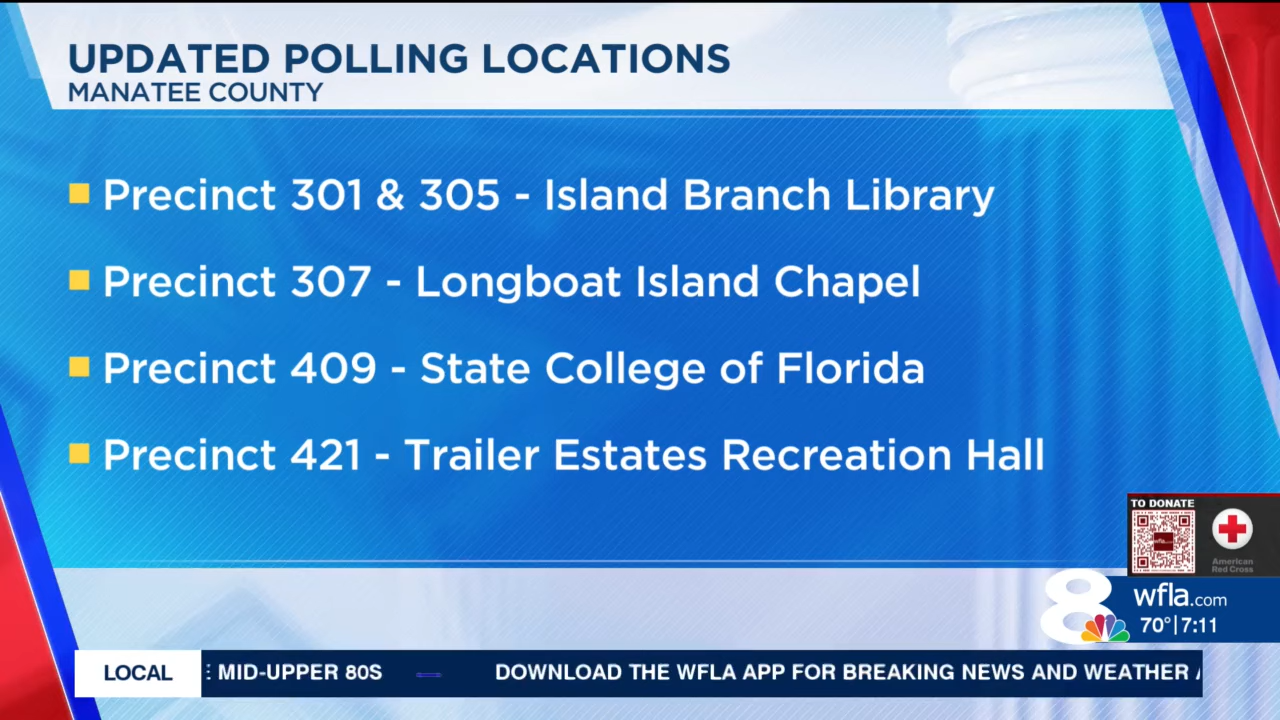 UPDATED POLLING LOCATIONS
MANATEE COUNTY
Precinct 301 & 305 - Island Branch Library
Precinct 307 - Longboat Island Chapel
Precinct 409 - State College of Florida
Precinct 421 - Trailer Estates Recreation Hall
TO DONATE
American
Red Cross
8
wfla.com
70° | 7:11
LOCAL
MID-UPPER 80S — DOWNLOAD THE WFLA APP FOR BREAKING NEWS AND WEATHER